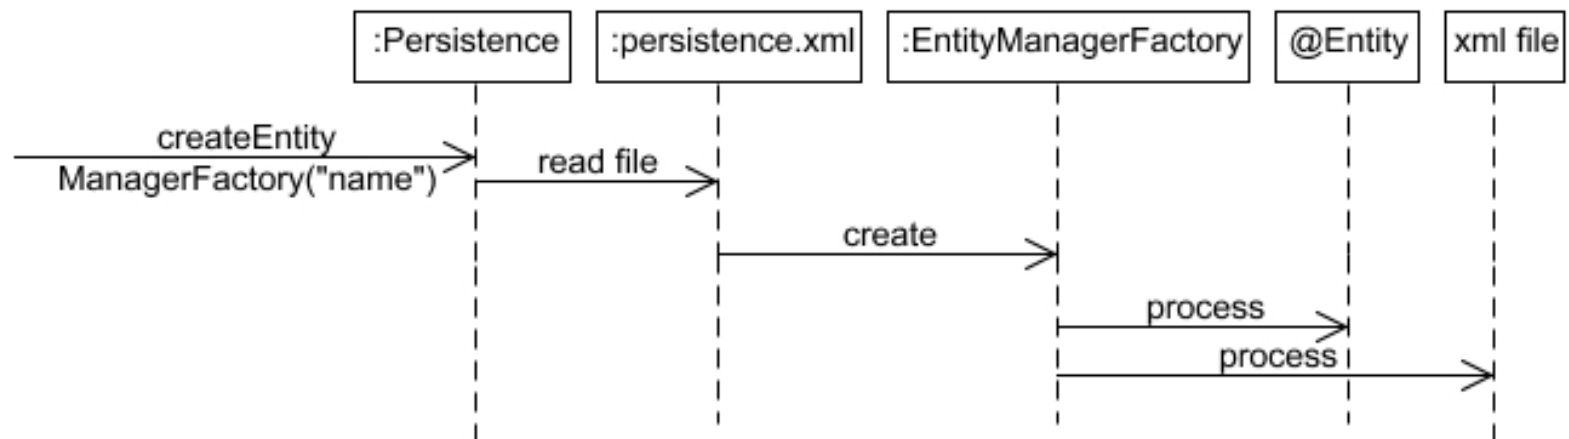 :Persistence
:persistence.xml
:EntityManagerFactory
@Entity
xml file
createEntity
ManagerFactory("name")
read file
create
process
process